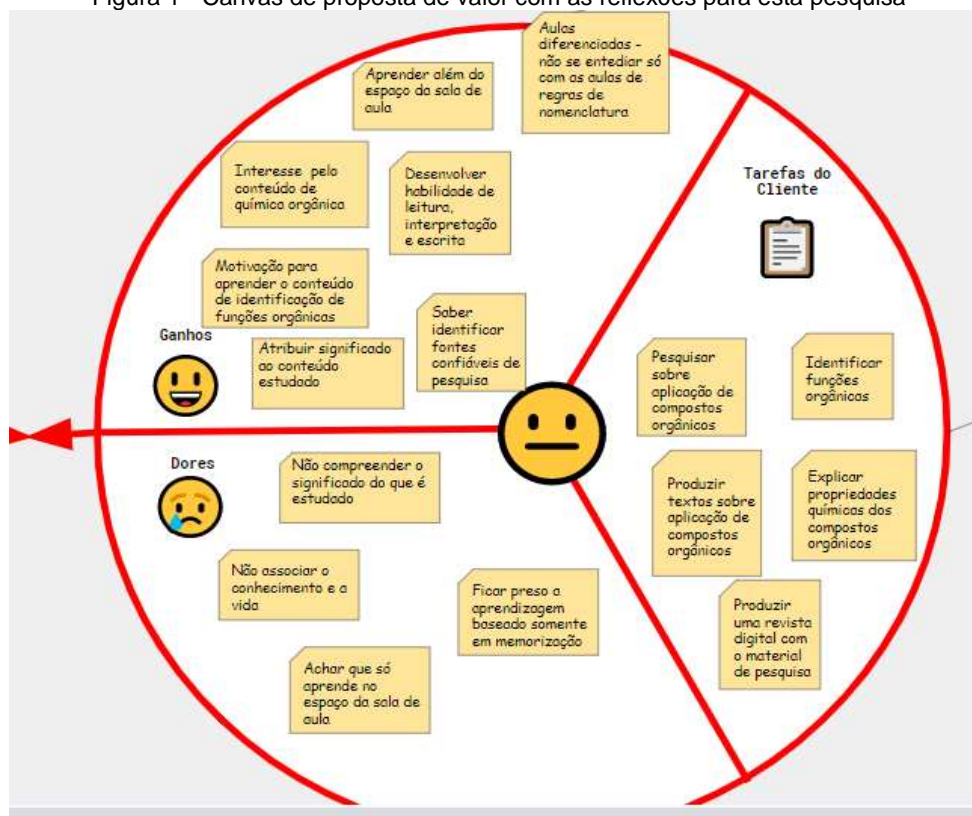 Figura 1 - Canvas de proposta de valor com as reflexões para esta pesquisa
Aulas
diferenciadas -
não se entediar só
com as aulas de
regras de
nomenclatura
Aprender além do
espaço da sala de
aula
Interesse pelo
conteúdo de
química orgânica
Desenvolver
habilidade de
leitura,
interpretação
e escrita
Motivação para
aprender o conteúdo
de identificação de
funções orgânicas
Saber
identificar
fontes
confiáveis de
pesquisa
Ganhos
Atribuir significado
ao conteúdo
estudado
Tarefas do
Cliente
Pesquisar
sobre
aplicação de
compostos
orgânicos
Identificar
funções
orgânicas
Produzir
textos sobre
aplicação de
compostos
orgânicos
Explicar
propriedades
químicas dos
compostos
orgânicos
Produzir
uma revista
digital com
o material
de pesquisa
Dores
Não compreender o
significado do que é
estudado
Não associar o
conhecimento e a
vida
Ficar preso a
aprendizagem
baseado somente
em memorização
Achar que só
aprende no
espaço da sala de
aula